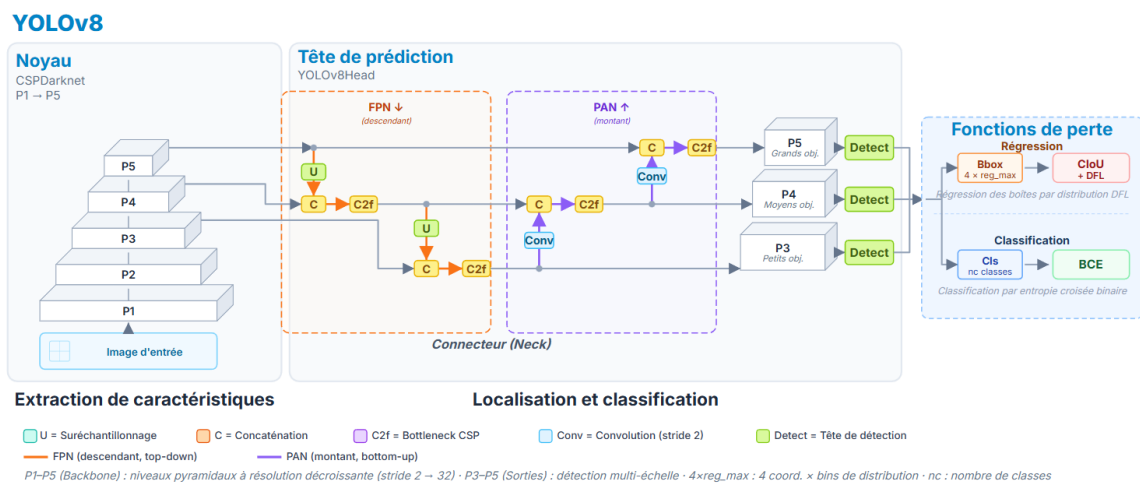 YOLOv8
Noyau
CSPDarknet
P1 → P5
P5
P4
P3
P2
P1
Image d'entrée
Tête de prédiction
YOLOv8Head
FPN ↓
(descendant)
U
C
C2f
U
C
C2f
PAN ↑
(montant)
C
C2f
Conv
C
C2f
Conv
Connecteur (Neck)
P5
Grands obj.
Detect
P4
Moyens obj.
Detect
P3
Petits obj.
Detect
Fonctions de perte
Régression
Bbox
4 × reg_max
CIoU
+ DFL
Régression des boîtes par distribution DFL
Classification
Cls
nc classes
BCE
Classification par entropie croisée binaire
Extraction de caractéristiques
Localisation et classification
U = Suréchantillonnage
C = Concaténation
C2f = Bottleneck CSP
Conv = Convolution (stride 2)
Detect = Tête de détection
FPN (descendant, top-down)
PAN (montant, bottom-up)
P1–P5 (Backbone) : niveaux pyramidaux à résolution décroissante (stride 2 → 32) · P3–P5 (Sorties) : détection multi-échelle · 4×reg_max : 4 coord. × bins de distribution · nc : nombre de classes